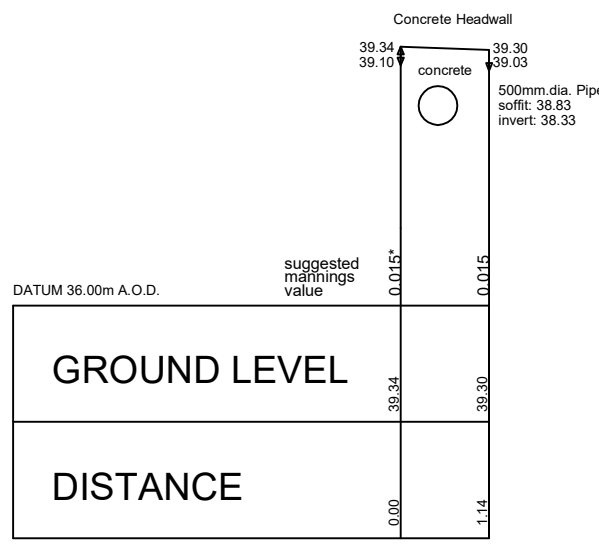 Concrete Headwall
39.34
39.10
39.30
39.03
concrete
500mm.dia. Pipe
soffit: 38.83
invert: 38.33
suggested
mannings
value
0.015*
0.015
DATUM 36.00m A.O.D.
GROUND LEVEL
39.34
39.30
DISTANCE
0.00
1.14